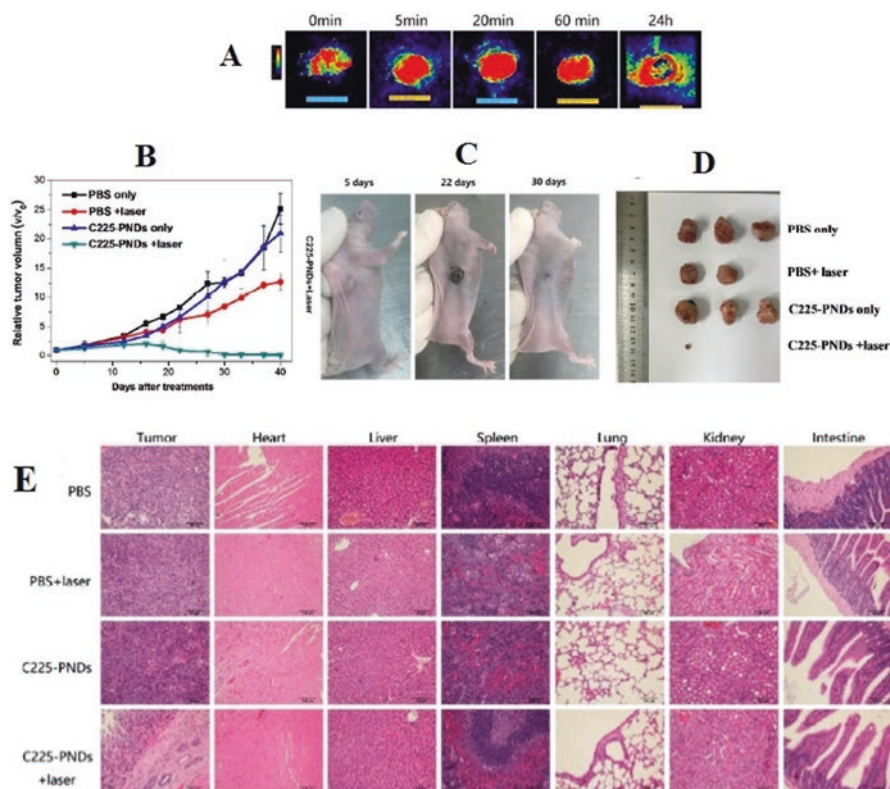 A
0min 5min 20min 60 min 24h
B
PBS only
PBS +laser
C225-PNDs only
C225-PNDs +laser
Relative tumor volumn (v/v₀)
30
25
20
15
10
5
0
0 10 20 30 40
Days after treatments
C
5 days 22 days 30 days
C225-PNDs+Laser
D
PBS only
PBS+ laser
C225-PNDs only
C225-PNDs +laser
E
Tumor Heart Liver Spleen Lung Kidney Intestine
PBS
PBS+laser
C225-PNDs
C225-PNDs
+laser